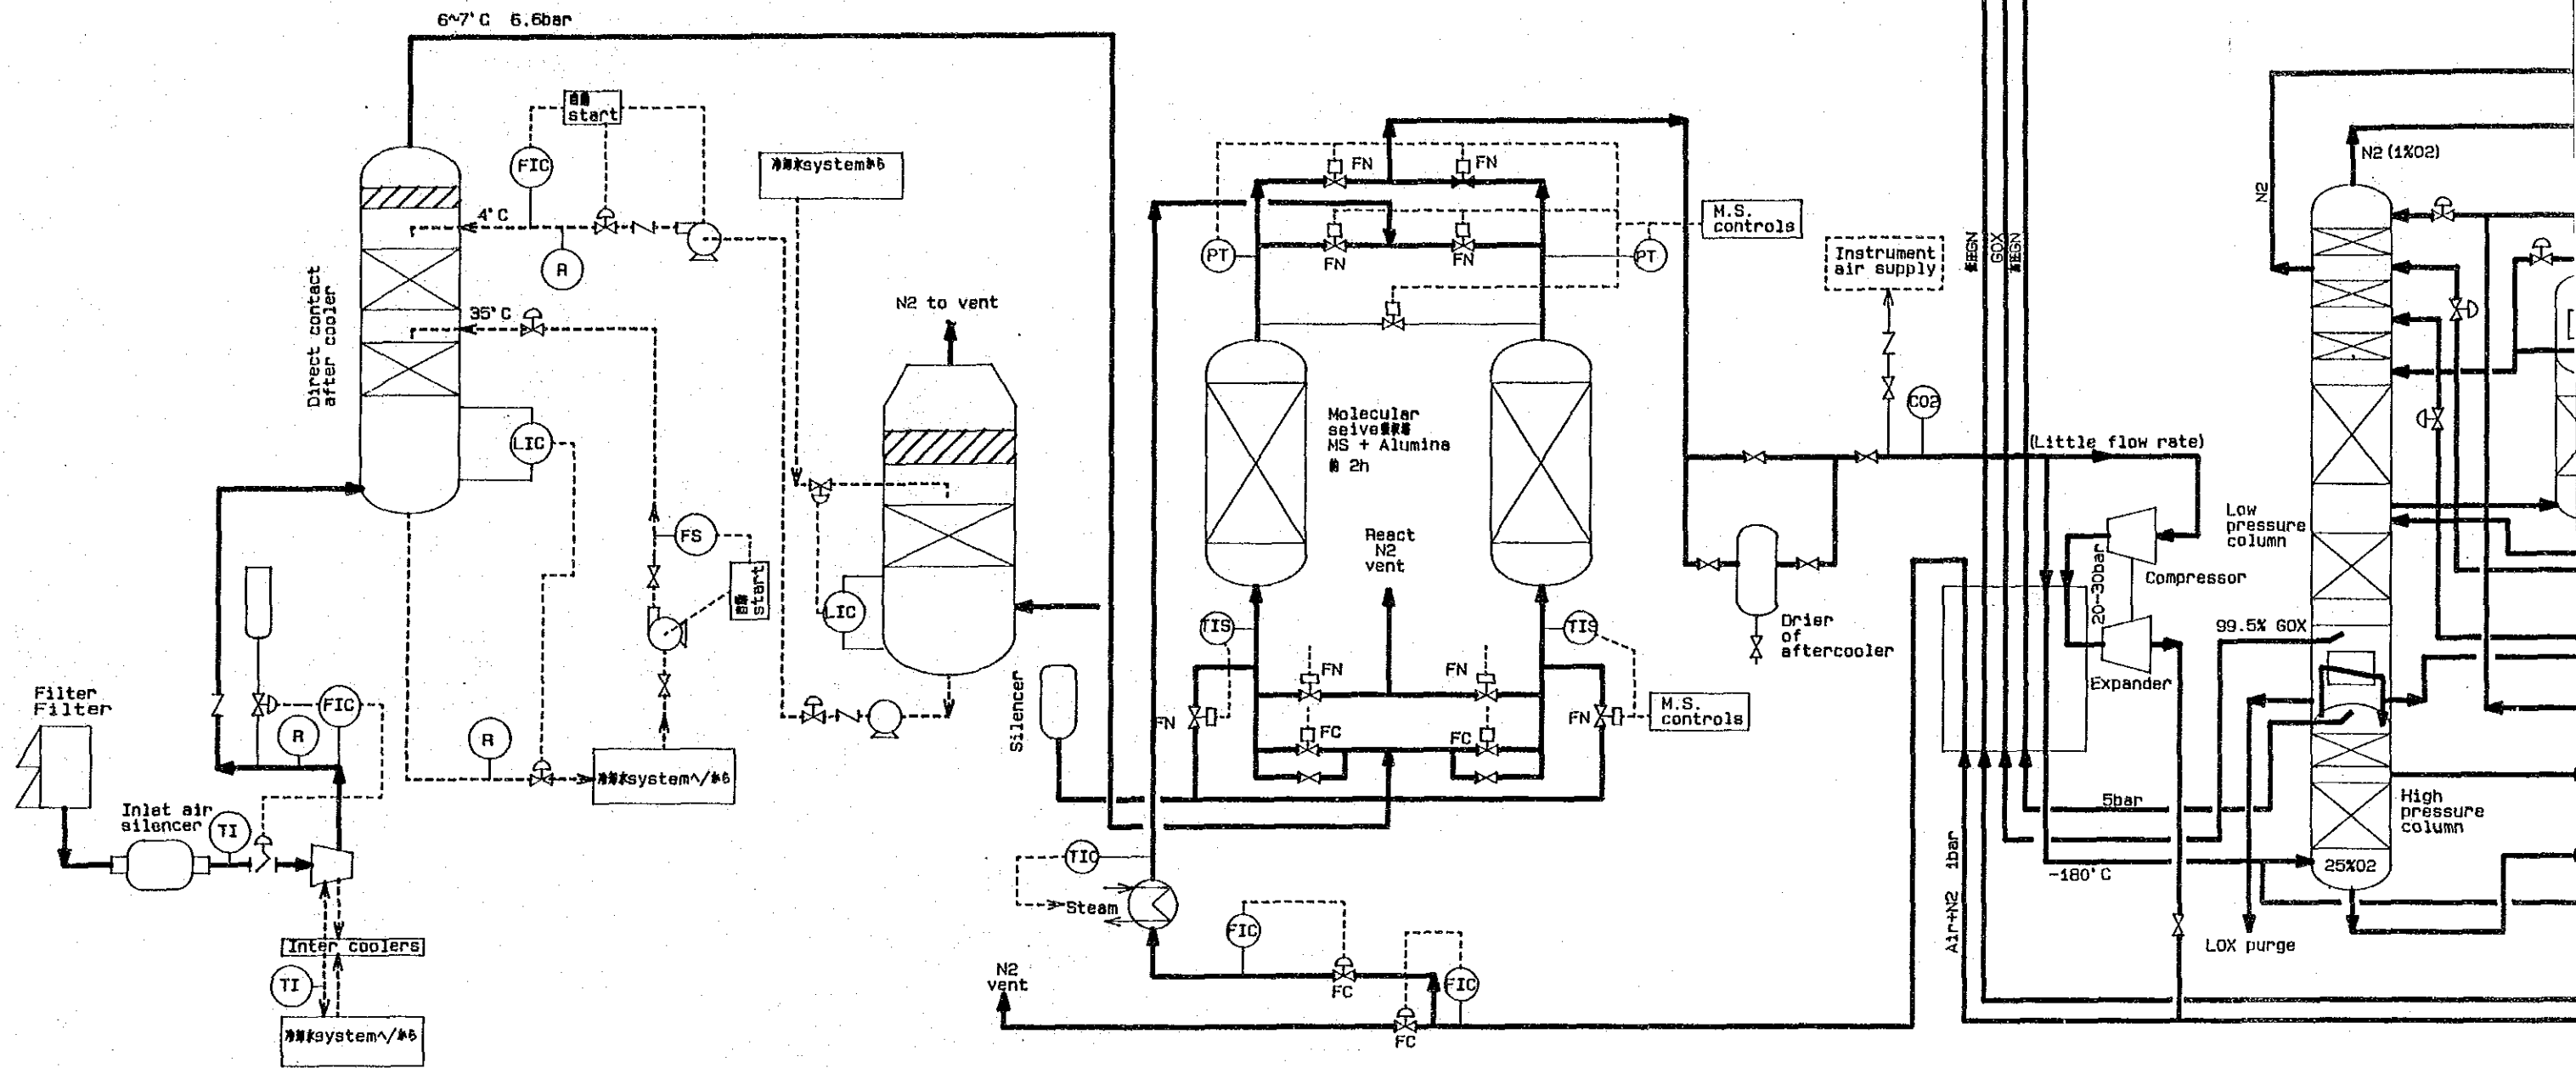 6~7°C 6.6bar
start
FIC
4°C
R
Direct contact
after cooler
35°C
LIC
FS
start
N2 to vent
LIC
Filter
Filter
FIC
R
R
Inlet air
silencer
TI
Inter coolers
TI
Silencer
FN
FN
FN
FN
PT
PT
M.S.
controls
Molecular
seive
MS + Alumina
2h
React
N2
vent
TIS
TIS
FN
FN
FN
FN
FC
FC
M.S.
controls
TIC
Steam
FIC
FC
FIC
FC
N2
vent
Instrument
air supply
CO2
Drier
of
aftercooler
GOX
(Little flow rate)
Compressor
20-30bar
Expander
Air+N2 1bar
5bar
-180°C
N2
N2 (1%O2)
Low
pressure
column
99.5% GOX
High
pressure
column
25%O2
LOX purge